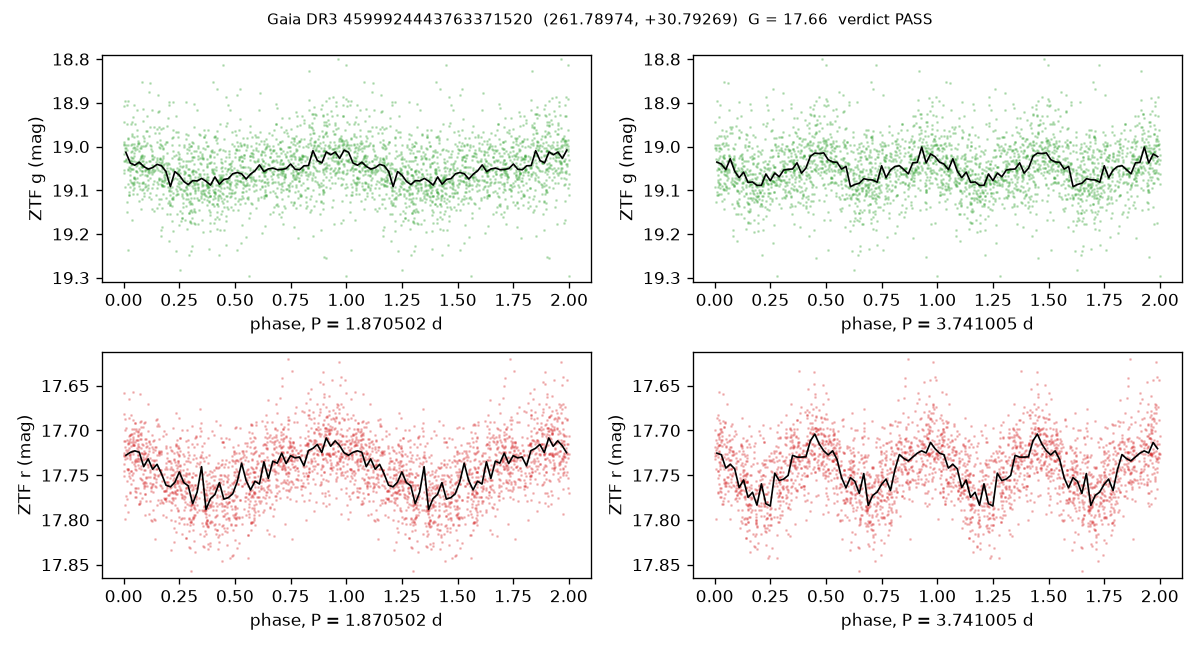 Gaia DR3 4599924443763371520 (261.78974, +30.79269) G = 17.66 verdict PASS
ZTF g (mag)
18.8
18.9
19.0
19.1
19.2
19.3
0.00 0.25 0.50 0.75 1.00 1.25 1.50 1.75 2.00
phase, P = 1.870502 d
ZTF g (mag)
18.8
18.9
19.0
19.1
19.2
19.3
0.00 0.25 0.50 0.75 1.00 1.25 1.50 1.75 2.00
phase, P = 3.741005 d
ZTF r (mag)
17.65
17.70
17.75
17.80
17.85
0.00 0.25 0.50 0.75 1.00 1.25 1.50 1.75 2.00
phase, P = 1.870502 d
ZTF r (mag)
17.65
17.70
17.75
17.80
17.85
0.00 0.25 0.50 0.75 1.00 1.25 1.50 1.75 2.00
phase, P = 3.741005 d